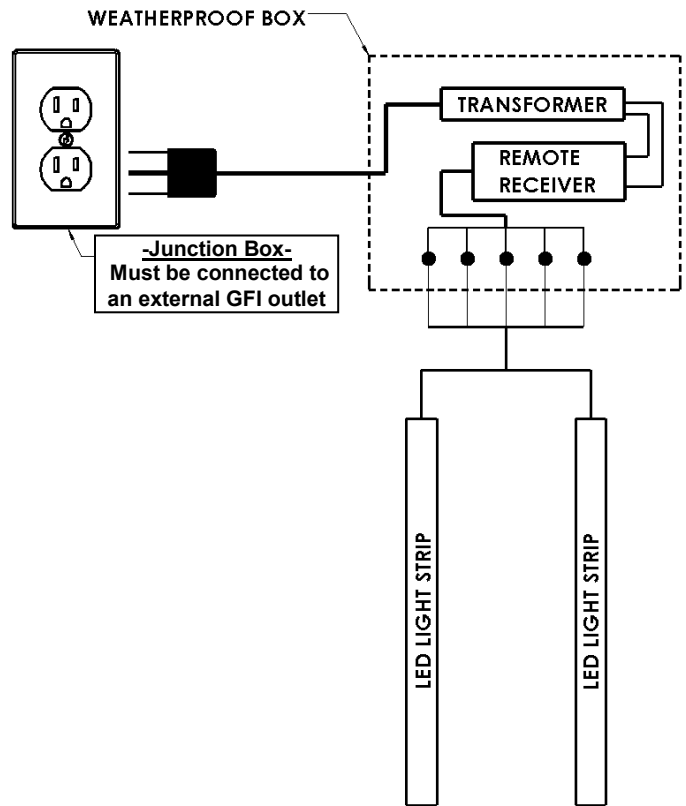 WEATHERPROOF BOX
TRANSFORMER
REMOTE
RECEIVER
-Junction Box-
Must be connected to
an external GFI outlet
LED LIGHT STRIP
LED LIGHT STRIP